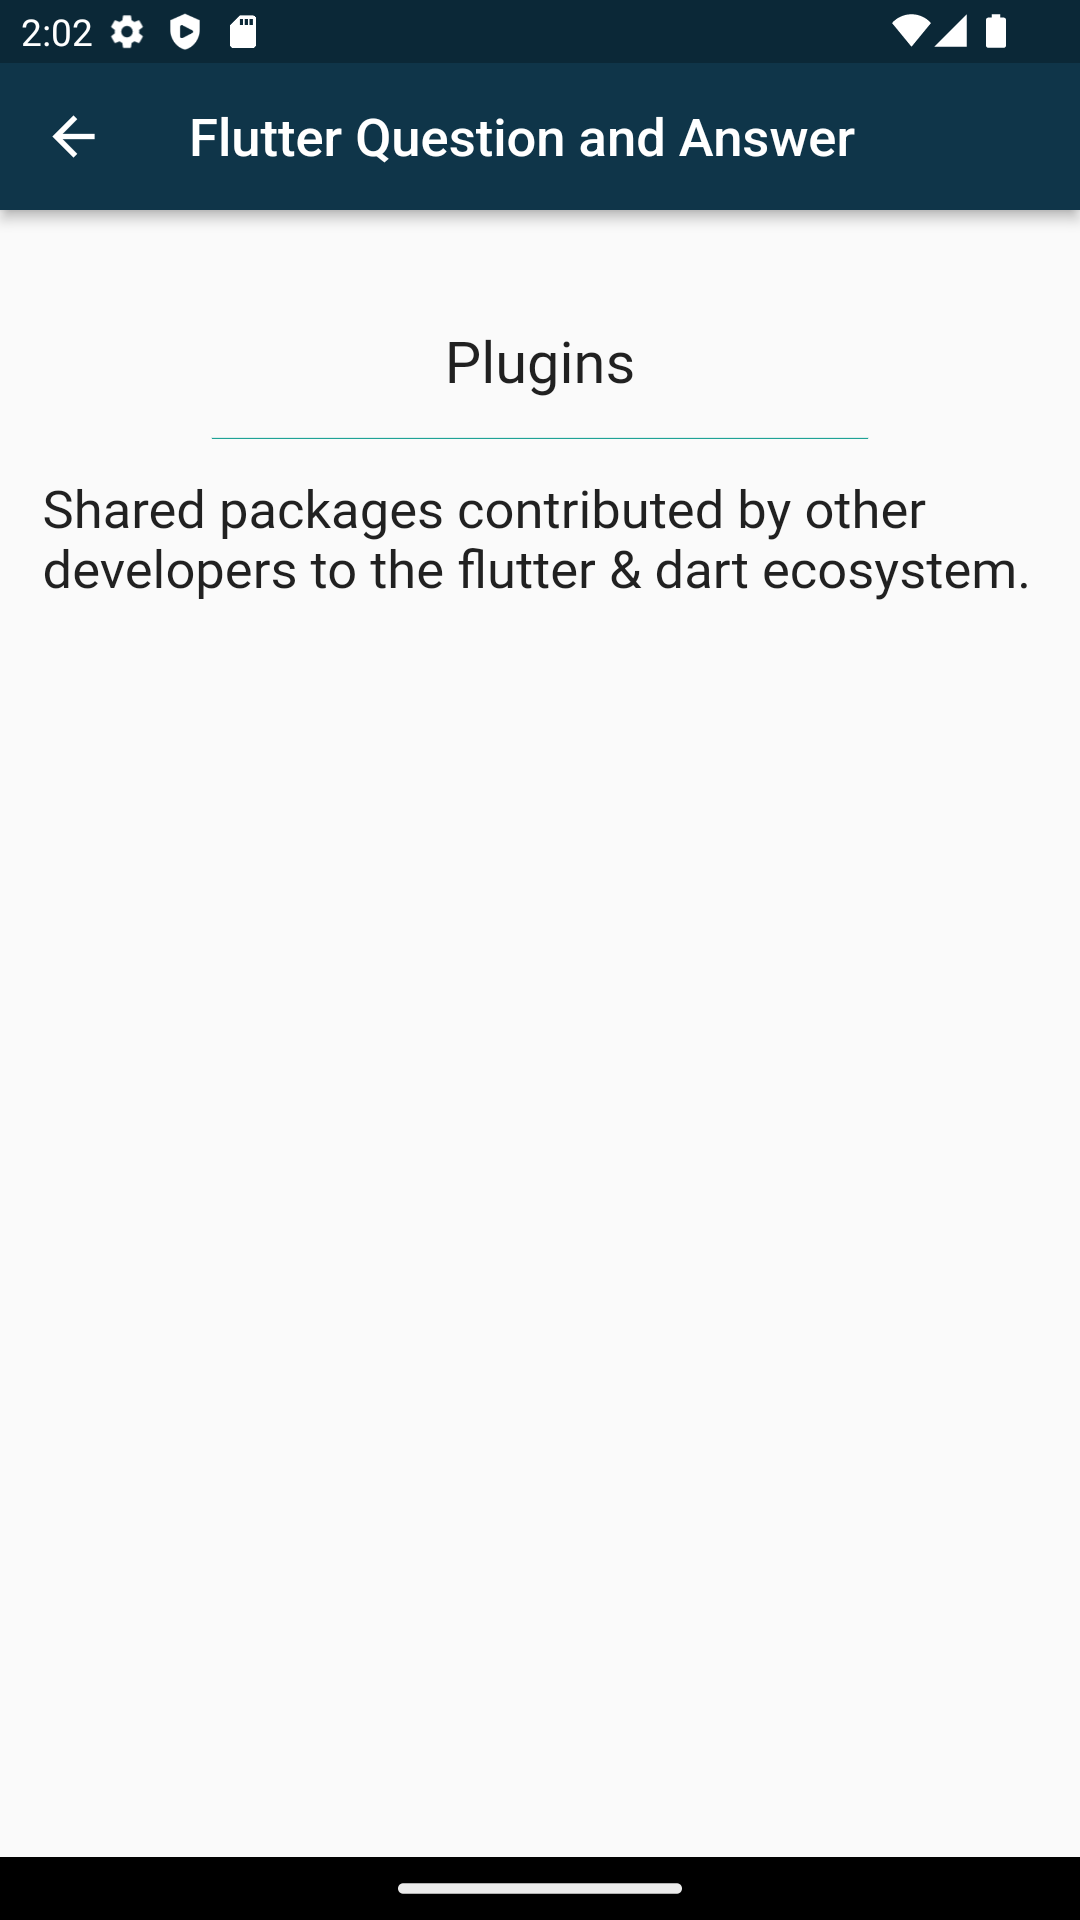 2:02
Flutter Question and Answer
Plugins
Shared packages contributed by other
developers to the flutter & dart ecosystem.